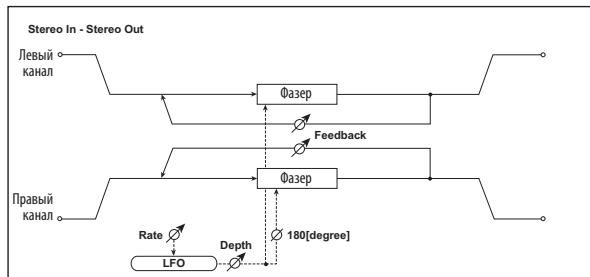 Stereo In - Stereo Out
Левый
канал
Фазер
Feedback
Фазер
Правый
канал
Rate
Depth
180[degree]
LFO